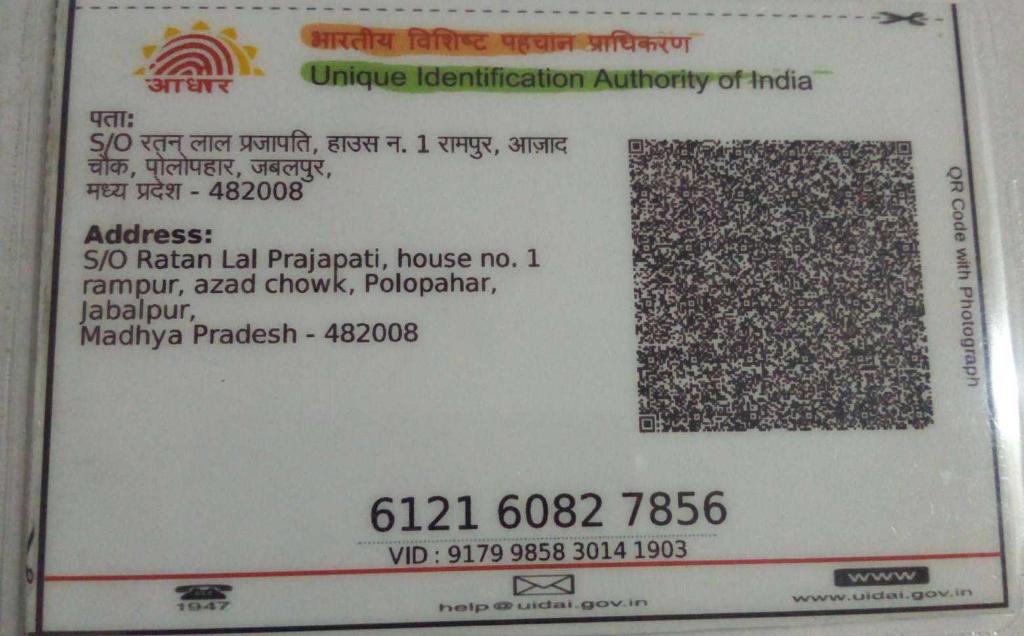 भारतीय विशिष्ट पहचान प्राधिकरण
Unique Identification Authority of India
आधार
पता:
S/O रतन लाल प्रजापति, हाउस न. 1 रामपुर, आज़ाद
चौक, पोलोपहार, जबलपुर,
मध्य प्रदेश - 482008
Address:
S/O Ratan Lal Prajapati, house no. 1
rampur, azad chowk, Polopahar,
Jabalpur,
Madhya Pradesh - 482008
QR Code with Photograph
6121 6082 7856
VID : 9179 9858 3014 1903
1947
help@uidai.gov.in
www
www.uidai.gov.in